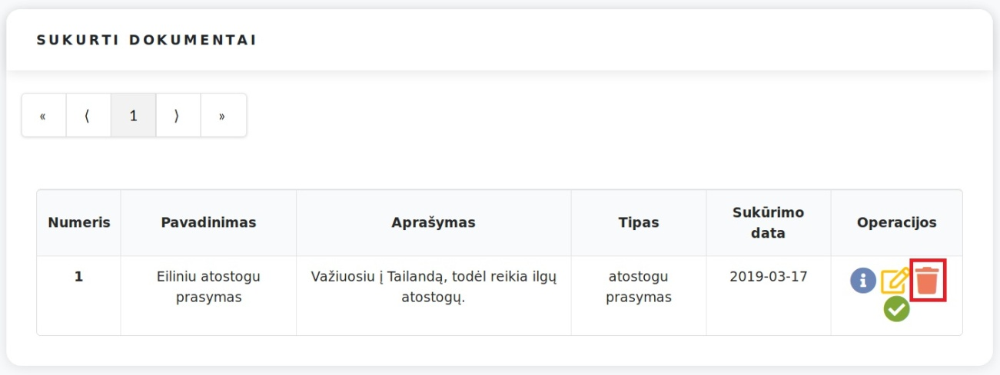 SUKURTI DOKUMENTAI
« ⟨ 1 ⟩ »
Numeris Pavadinimas Aprašymas Tipas Sukūrimo data Operacijos
1 Eiliniu atostogu prasymas Važiuosiu į Tailandą, todėl reikia ilgų atostogų. atostogu prasymas 2019-03-17